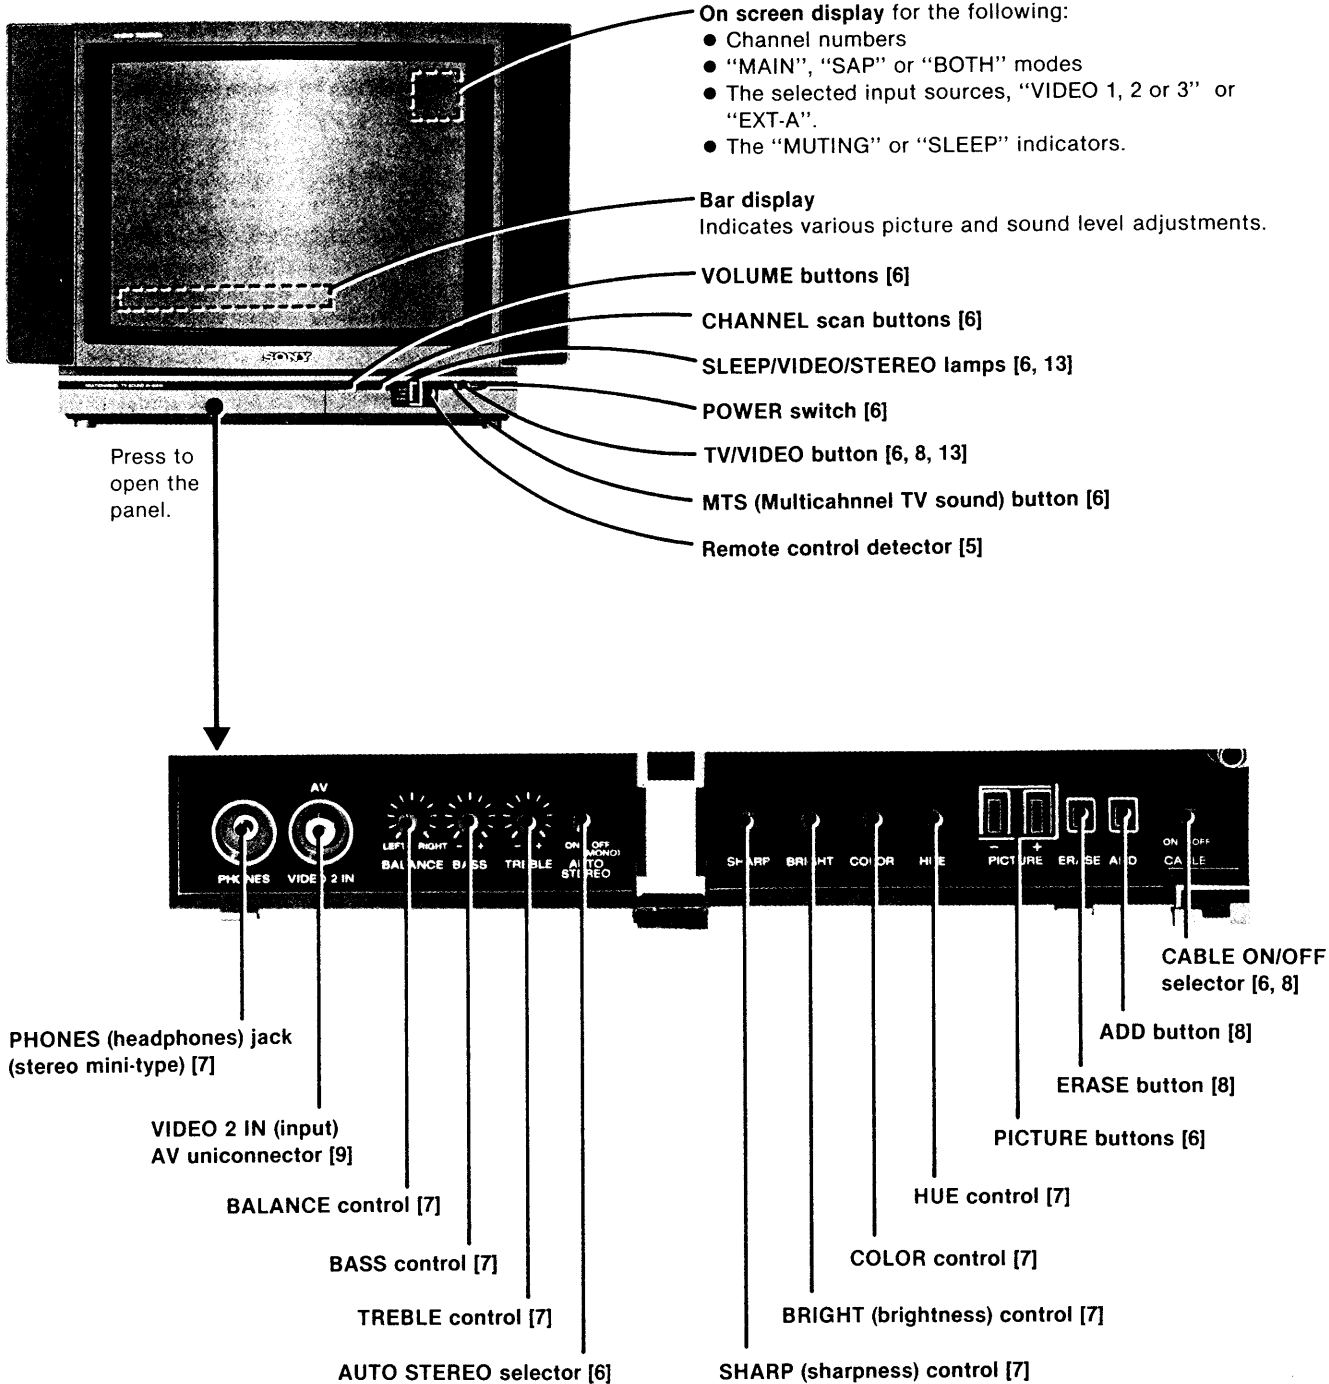 On screen display for the following:
● Channel numbers
● “MAIN”, “SAP” or “BOTH” modes
● The selected input sources, “VIDEO 1, 2 or 3” or
“EXT-A”.
● The “MUTING” or “SLEEP” indicators.
Bar display
Indicates various picture and sound level adjustments.
VOLUME buttons [6]
CHANNEL scan buttons [6]
SONY
SLEEP/VIDEO/STEREO lamps [6, 13]
POWER switch [6]
TV/VIDEO button [6, 8, 13]
MTS (Multicahnnel TV sound) button [6]
Remote control detector [5]
Press to
open the
panel.
AV
LEFT RIGHT - + - + ON OFF
(MONO)
PHONES VIDEO 2 IN BALANCE BASS TREBLE AUTO
STEREO
SHARP BRIGHT COLOR HUE - + PICTURE ERASE ADD
ON OFF
CABLE
CABLE ON/OFF
selector [6, 8]
PHONES (headphones) jack
(stereo mini-type) [7]
ADD button [8]
ERASE button [8]
VIDEO 2 IN (input)
AV uniconnector [9]
PICTURE buttons [6]
BALANCE control [7]
HUE control [7]
BASS control [7]
COLOR control [7]
TREBLE control [7]
BRIGHT (brightness) control [7]
AUTO STEREO selector [6]
SHARP (sharpness) control [7]